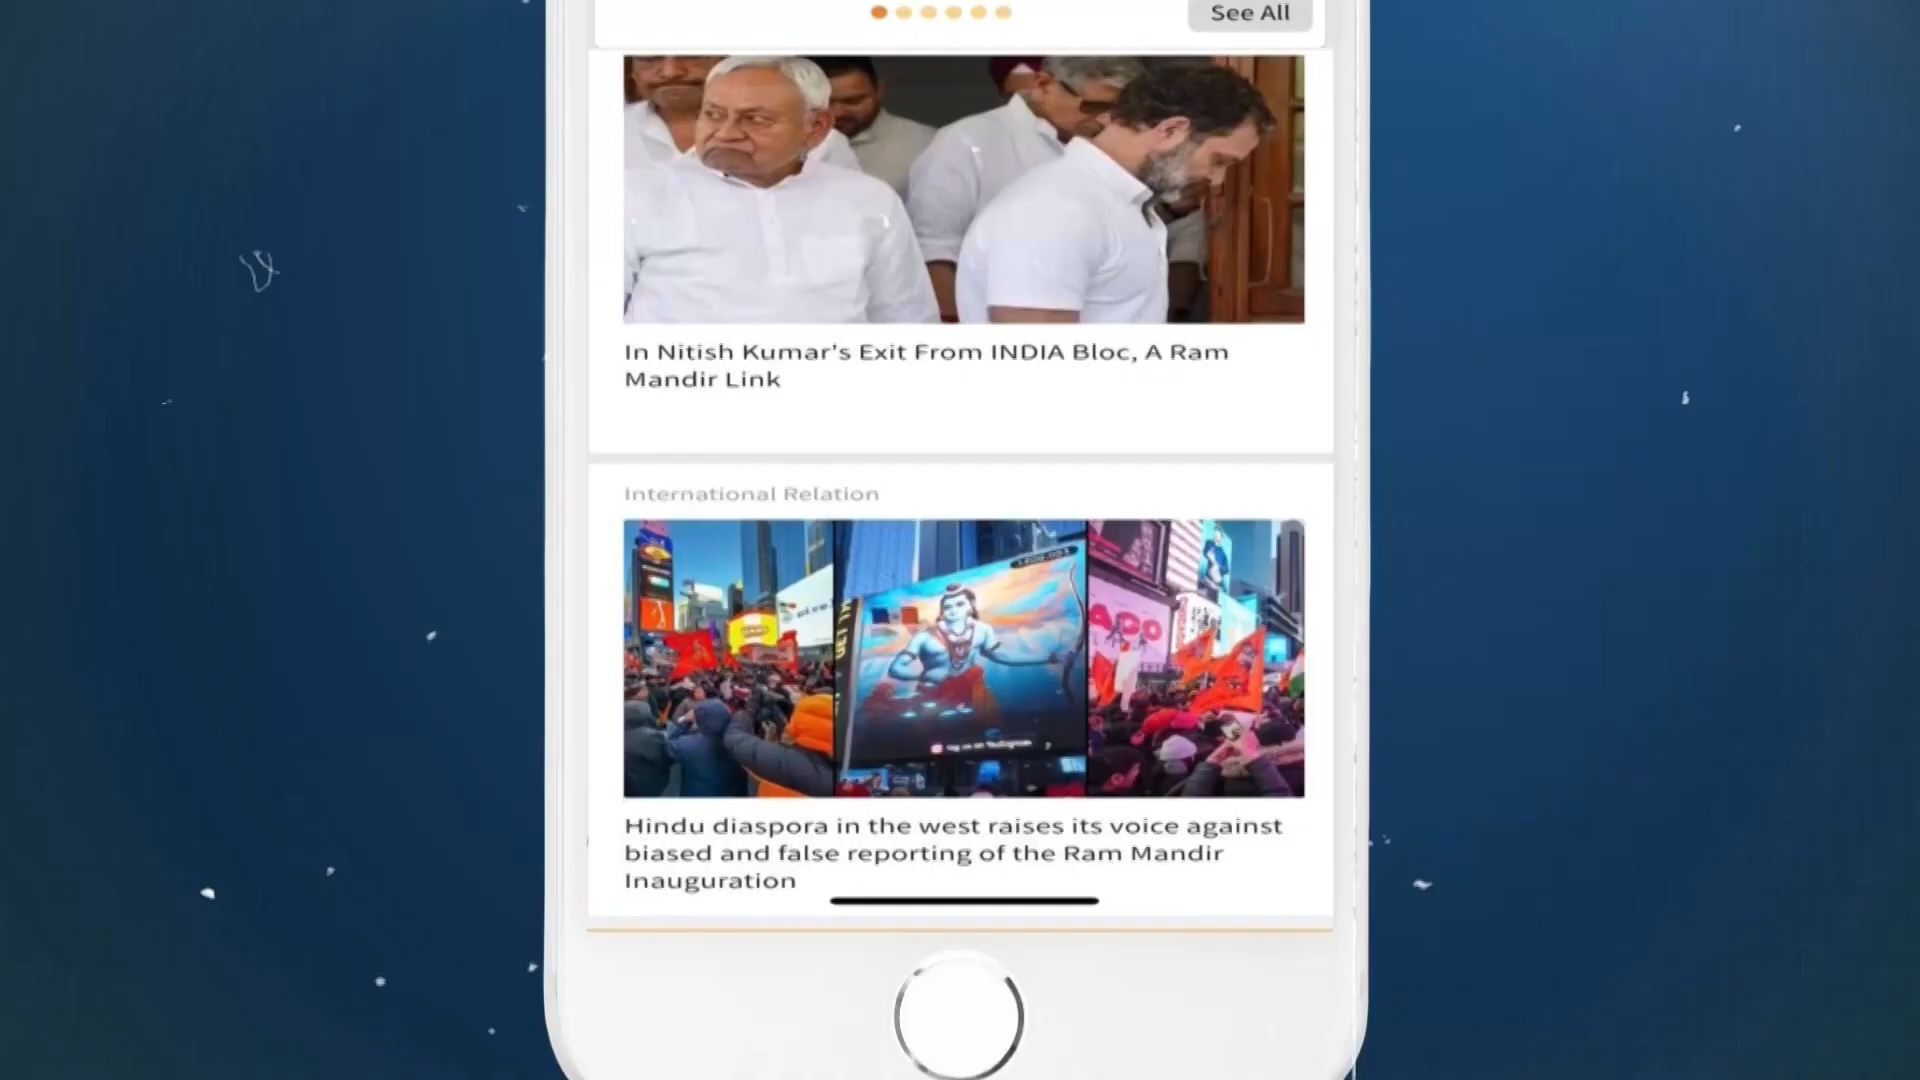 See All
In Nitish Kumar's Exit From INDIA Bloc, A Ram
Mandir Link
International Relation
Hindu diaspora in the west raises its voice against
biased and false reporting of the Ram Mandir
Inauguration